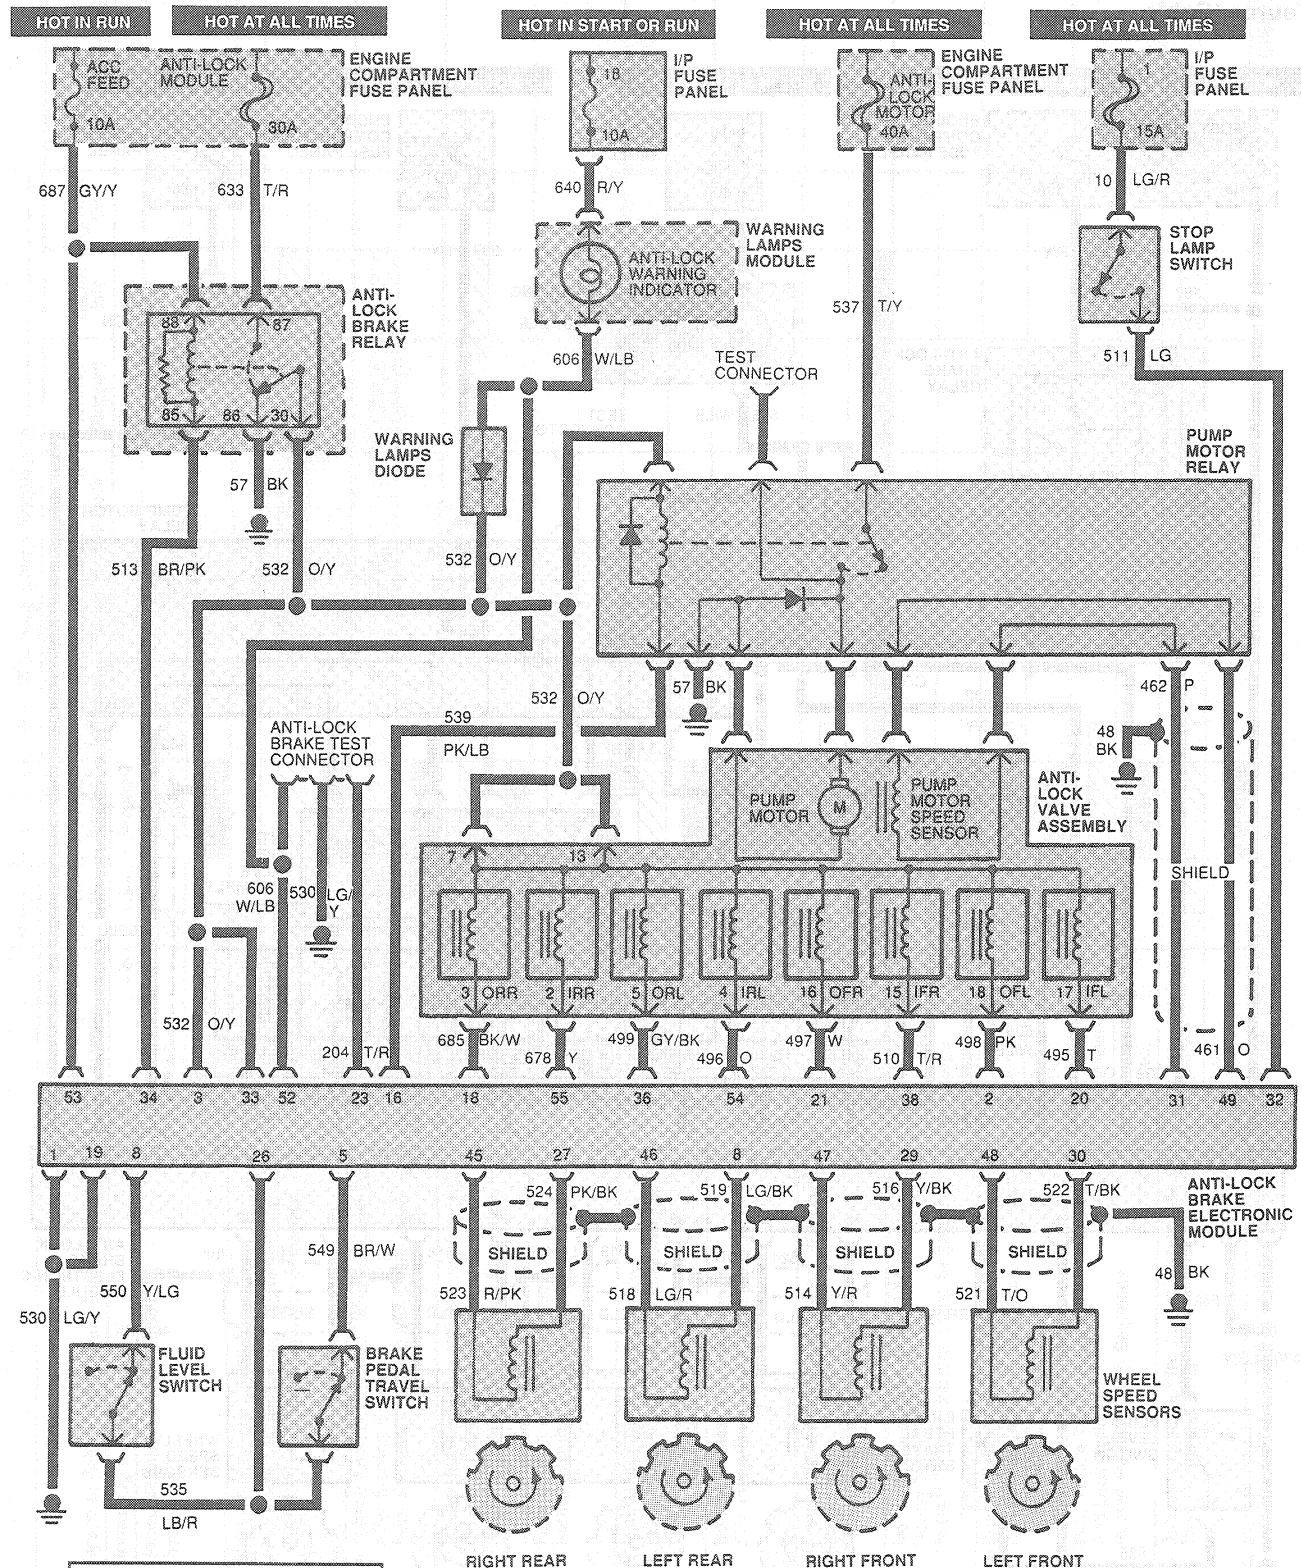 HOT IN RUN
HOT AT ALL TIMES
HOT IN START OR RUN
HOT AT ALL TIMES
HOT AT ALL TIMES
ACC
FEED
10A
ANTI-LOCK
MODULE
30A
ENGINE
COMPARTMENT
FUSE PANEL
18
10A
I/P
FUSE
PANEL
ANTI-
LOCK
MOTOR
40A
ENGINE
COMPARTMENT
FUSE PANEL
1
15A
I/P
FUSE
PANEL
687 GY/Y
633 T/R
640 R/Y
10 LG/R
WARNING
LAMPS
MODULE
ANTI-LOCK
WARNING
INDICATOR
STOP
LAMP
SWITCH
ANTI-
LOCK
BRAKE
RELAY
88 87
85 86 30
537 T/Y
606 W/LB
TEST
CONNECTOR
511 LG
WARNING
LAMPS
DIODE
PUMP
MOTOR
RELAY
57 BK
513 BR/PK
532 O/Y
532 O/Y
532 O/Y
57 BK
462 P
539
PK/LB
48
BK
ANTI-LOCK
BRAKE TEST
CONNECTOR
PUMP
MOTOR
M
PUMP
MOTOR
SPEED
SENSOR
ANTI-
LOCK
VALVE
ASSEMBLY
7 13
SHIELD
606
W/LB
530 LG/
Y
3 ORR
2 IRR
5 ORL
4 IRL
16 OFR
15 IFR
18 OFL
17 IFL
532 O/Y
204 T/R
685 BK/W
678 Y
499 GY/BK
496 O
497 W
510 T/R
498 PK
495 T
461 O
53 34 3 33 52 23 16 18 55 36 54 21 38 2 20 31 49 32
1 19 8 26 5 45 27 46 8 47 29 48 30
ANTI-LOCK
BRAKE
ELECTRONIC
MODULE
524 PK/BK
519 LG/BK
516 Y/BK
522 T/BK
SHIELD
SHIELD
SHIELD
SHIELD
549 BR/W
550 Y/LG
530 LG/Y
523 R/PK
518 LG/R
514 Y/R
521 T/O
48 BK
FLUID
LEVEL
SWITCH
BRAKE
PEDAL
TRAVEL
SWITCH
WHEEL
SPEED
SENSORS
535
LB/R
RIGHT REAR
LEFT REAR
RIGHT FRONT
LEFT FRONT